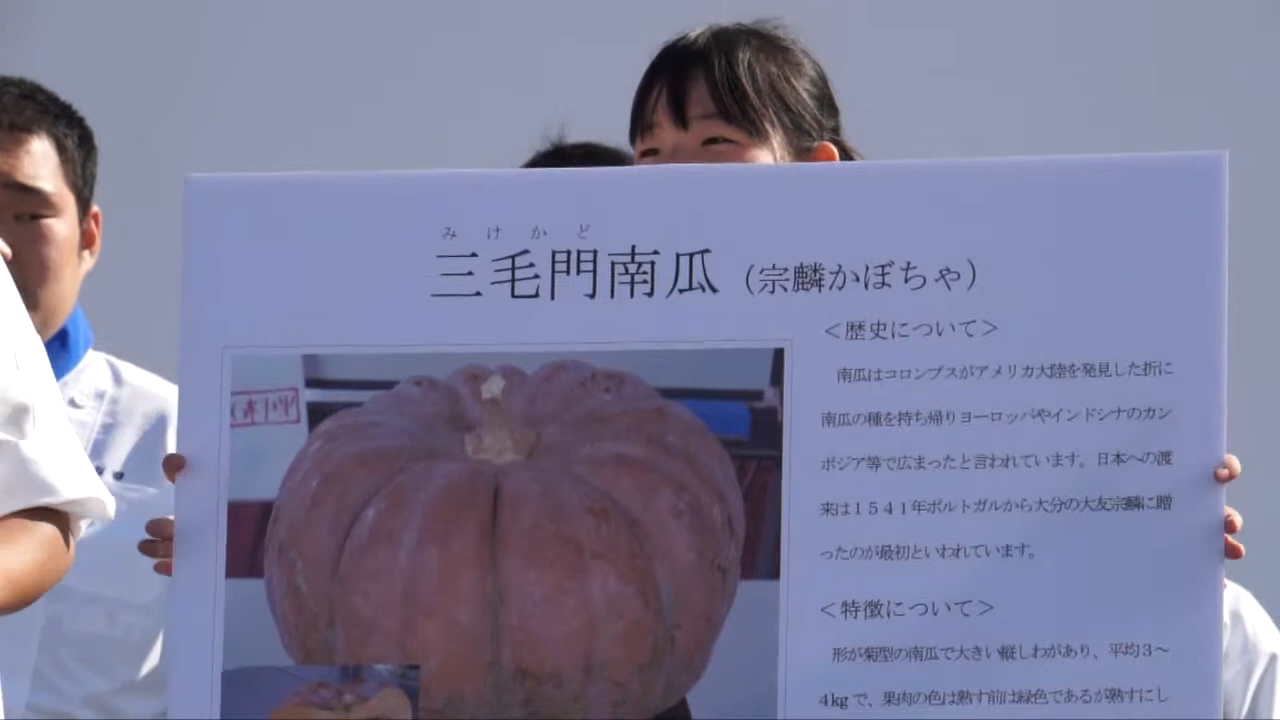 みけかど
三毛門南瓜（宗麟かぼちゃ）
＜歴史について＞
南瓜はコロンブスがアメリカ大陸を発見した折に
南瓜の種を持ち帰りヨーロッパやインドシナのカン
ボジア等で広まったと言われています。日本への渡
来は１５４１年ポルトガルから大分の大友宗麟に贈
ったのが最初といわれています。
＜特徴について＞
形が菊型の南瓜で大きい縦しわがあり、平均３～
４kgで、果肉の色は熟す前は緑色であるが熟すにし